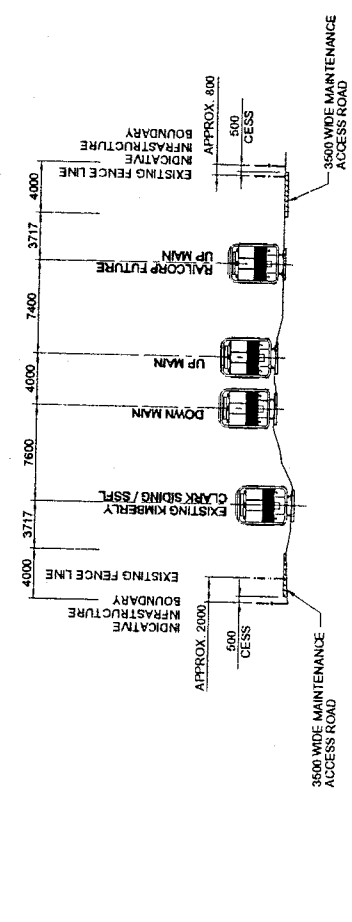 4000
3717
7600
4000
7400
3717
4000
INDICATIVE
INFRASTRUCTURE
BOUNDARY
EXISTING FENCE LINE
EXISTING KIMBERLY
CLARK SIDING / SSFL
DOWN MAIN
UP MAIN
RAILCORP FUTURE
UP MAIN
EXISTING FENCE LINE
INDICATIVE
INFRASTRUCTURE
BOUNDARY
APPROX. 2000
500
CESS
APPROX. 800
500
CESS
3500 WIDE MAINTENANCE
ACCESS ROAD
3500 WIDE MAINTENANCE
ACCESS ROAD